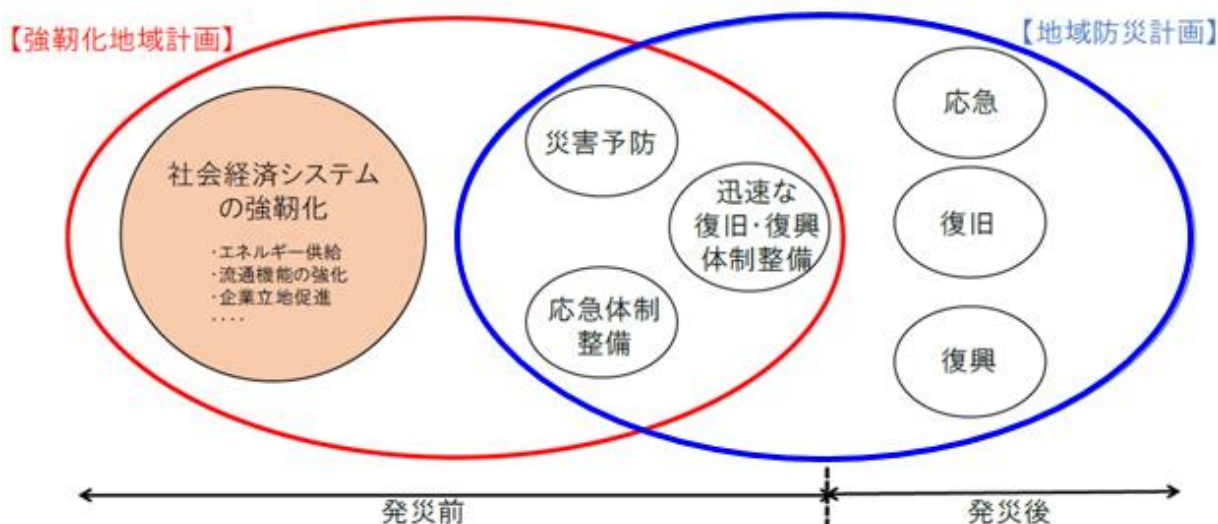 【強靭化地域計画】
【地域防災計画】
社会経済システム
の強靭化
・エネルギー供給
・流通機能の強化
・企業立地促進
・・・・
災害予防
迅速な
復旧・復興
体制整備
応急体制
整備
応急
復旧
復興
発災前
発災後